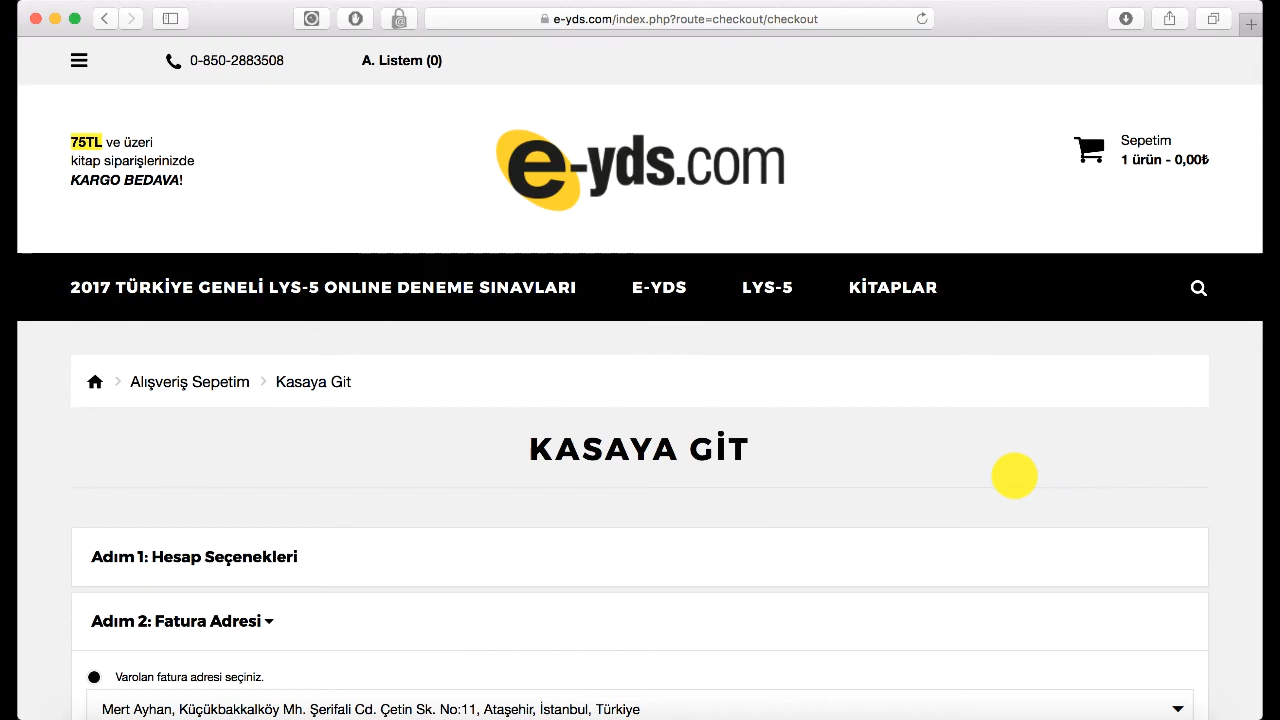 e-yds.com/index.php?route=checkout/checkout
0-850-2883508
A. Listem (0)
75TL ve üzeri
kitap siparişlerinizde
KARGO BEDAVA!
e-yds.com
Sepetim
1 ürün - 0,00₺
2017 TÜRKİYE GENELİ LYS-5 ONLINE DENEME SINAVLARI
E-YDS
LYS-5
KİTAPLAR
Alışveriş Sepetim
Kasaya Git
KASAYA GİT
Adım 1: Hesap Seçenekleri
Adım 2: Fatura Adresi
Varolan fatura adresi seçiniz.
Mert Ayhan, Küçükbakkalköy Mh. Şerifali Cd. Çetin Sk. No:11, Ataşehir, İstanbul, Türkiye